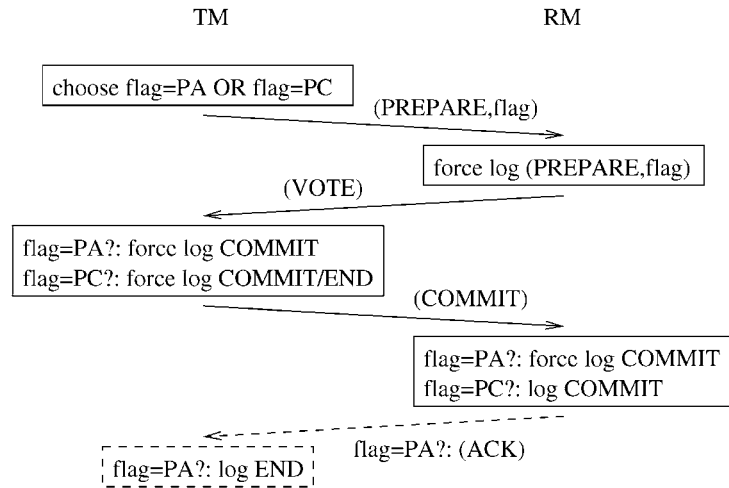 TM
RM
choose flag=PA OR flag=PC
(PREPARE,flag)
force log (PREPARE,flag)
(VOTE)
flag=PA?: force log COMMIT
flag=PC?: force log COMMIT/END
(COMMIT)
flag=PA?: force log COMMIT
flag=PC?: log COMMIT
flag=PA?: (ACK)
flag=PA?: log END